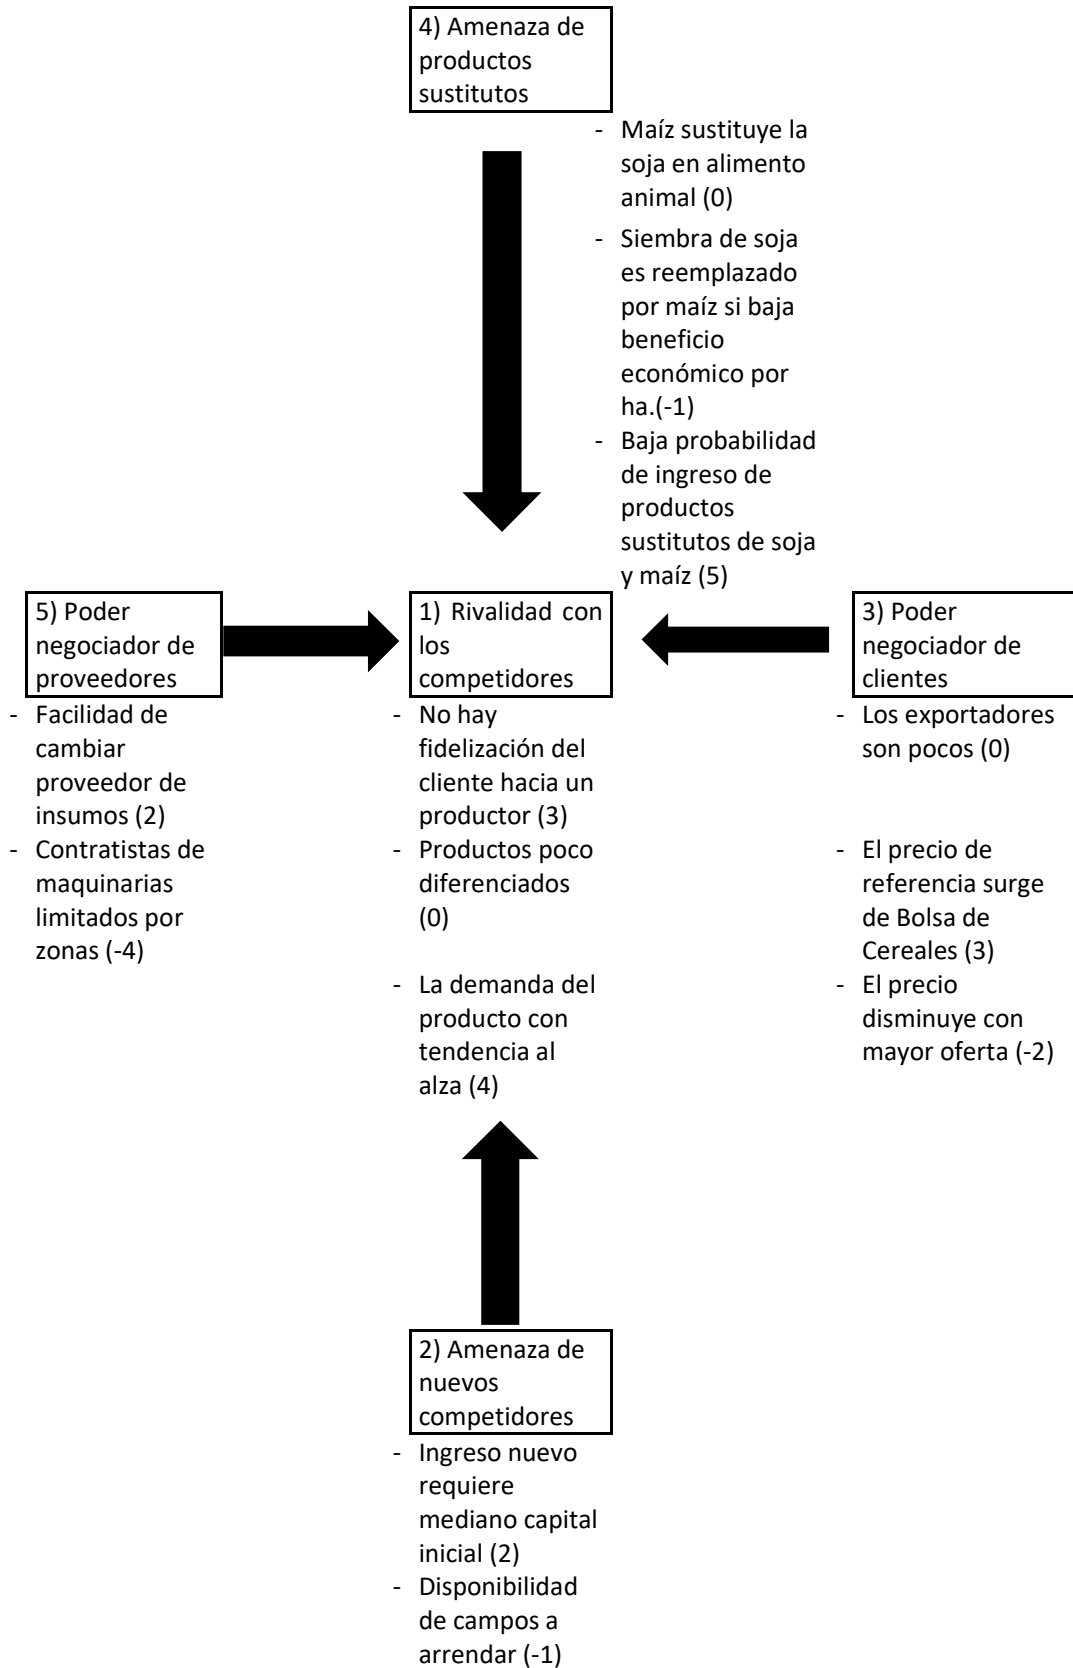 4) Amenaza de
productos
sustitutos
- Maíz sustituye la
soja en alimento
animal (0)
- Siembra de soja
es reemplazado
por maíz si baja
beneficio
económico por
ha.(-1)
- Baja probabilidad
de ingreso de
productos
sustitutos de soja
y maíz (5)
5) Poder
negociador de
proveedores
- Facilidad de
cambiar
proveedor de
insumos (2)
- Contratistas de
maquinarias
limitados por
zonas (-4)
1) Rivalidad con
los
competidores
- No hay
fidelización del
cliente hacia un
productor (3)
- Productos poco
diferenciados
(0)
- La demanda del
producto con
tendencia al
alza (4)
3) Poder
negociador de
clientes
- Los exportadores
son pocos (0)
- El precio de
referencia surge
de Bolsa de
Cereales (3)
- El precio
disminuye con
mayor oferta (-2)
2) Amenaza de
nuevos
competidores
- Ingreso nuevo
requiere
mediano capital
inicial (2)
- Disponibilidad
de campos a
arrendar (-1)